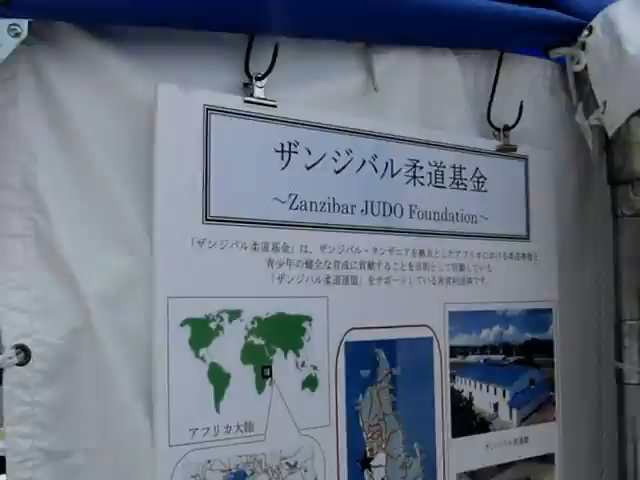 ザンジバル柔道基金
～Zanzibar JUDO Foundation～
「ザンジバル柔道基金」は、ザンジバル・タンザニアを拠点としたアフリカにおける柔道
青少年の健全な育成に貢献することを目的として活動している
「ザンジバル柔道連盟」をサポートしている非営利団体です。
アフリカ大陸